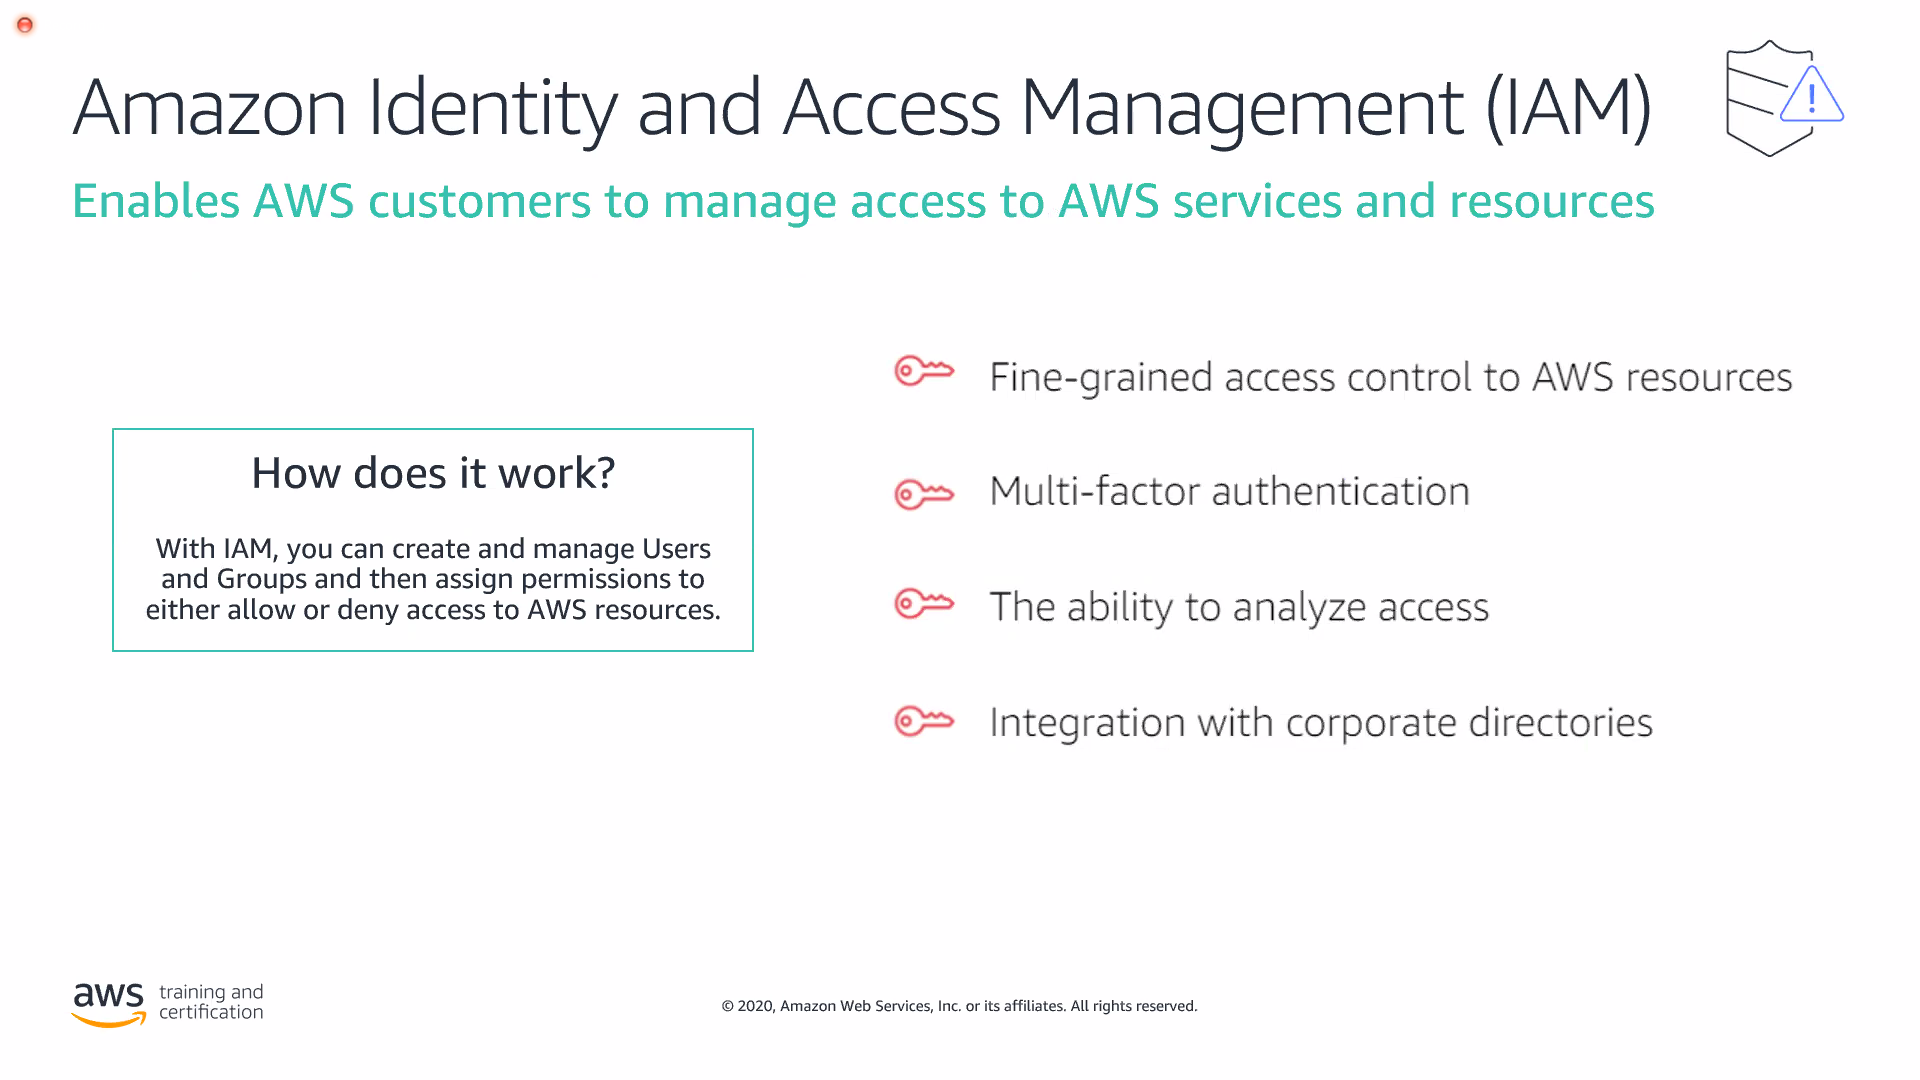 Amazon Identity and Access Management (IAM)
Enables AWS customers to manage access to AWS services and resources
How does it work?
With IAM, you can create and manage Users
and Groups and then assign permissions to
either allow or deny access to AWS resources.
Fine-grained access control to AWS resources
Multi-factor authentication
The ability to analyze access
Integration with corporate directories
aws training and
certification
© 2020, Amazon Web Services, Inc. or its affiliates. All rights reserved.